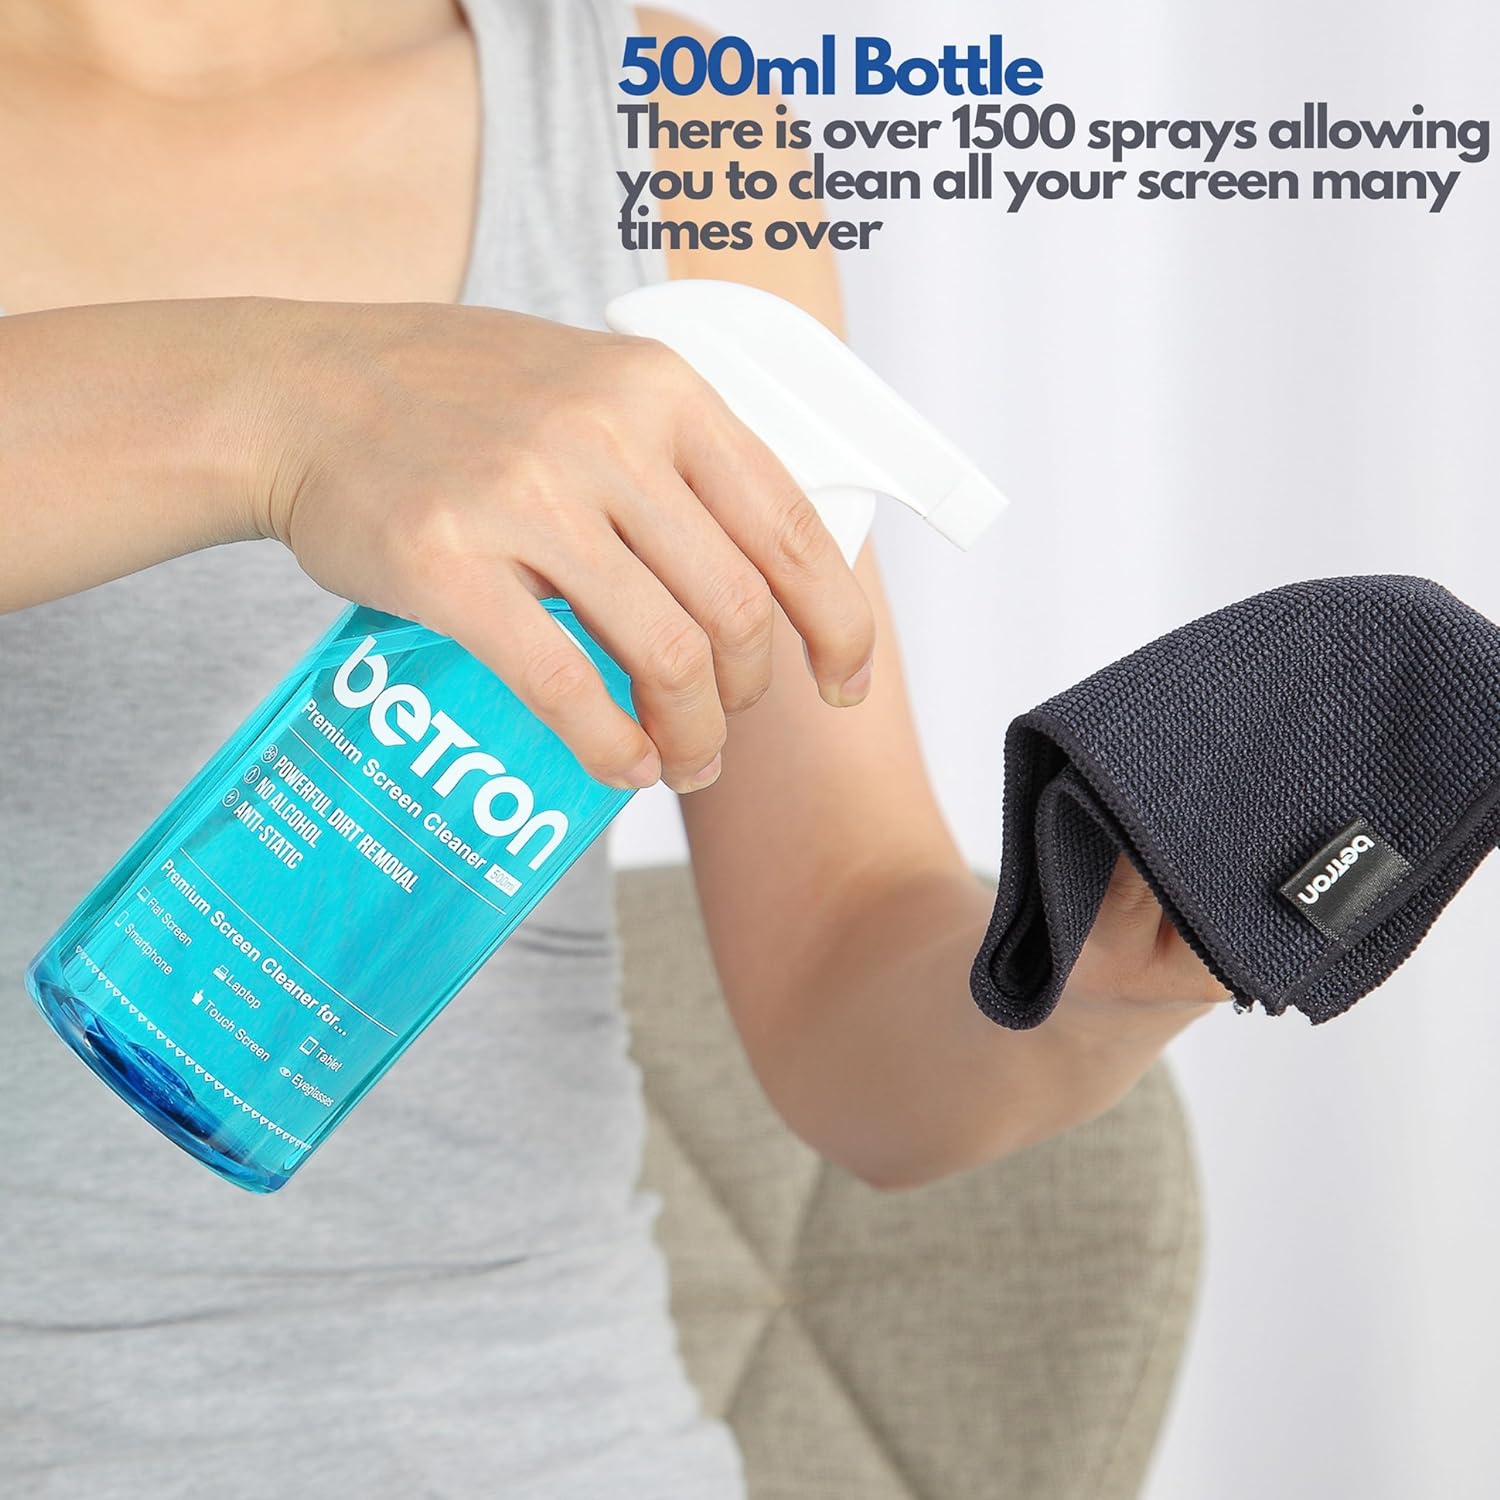 500ml Bottle
There is over 1500 sprays allowing
you to clean all your screen many
times over
betron
Premium Screen Cleaner 500ml
POWERFUL DIRT REMOVAL
NO ALCOHOL
ANTI-STATIC
Premium Screen Cleaner for...
Flat Screen
Laptop
Tablet
Smartphone
Touch Screen
Eyeglasses
betron